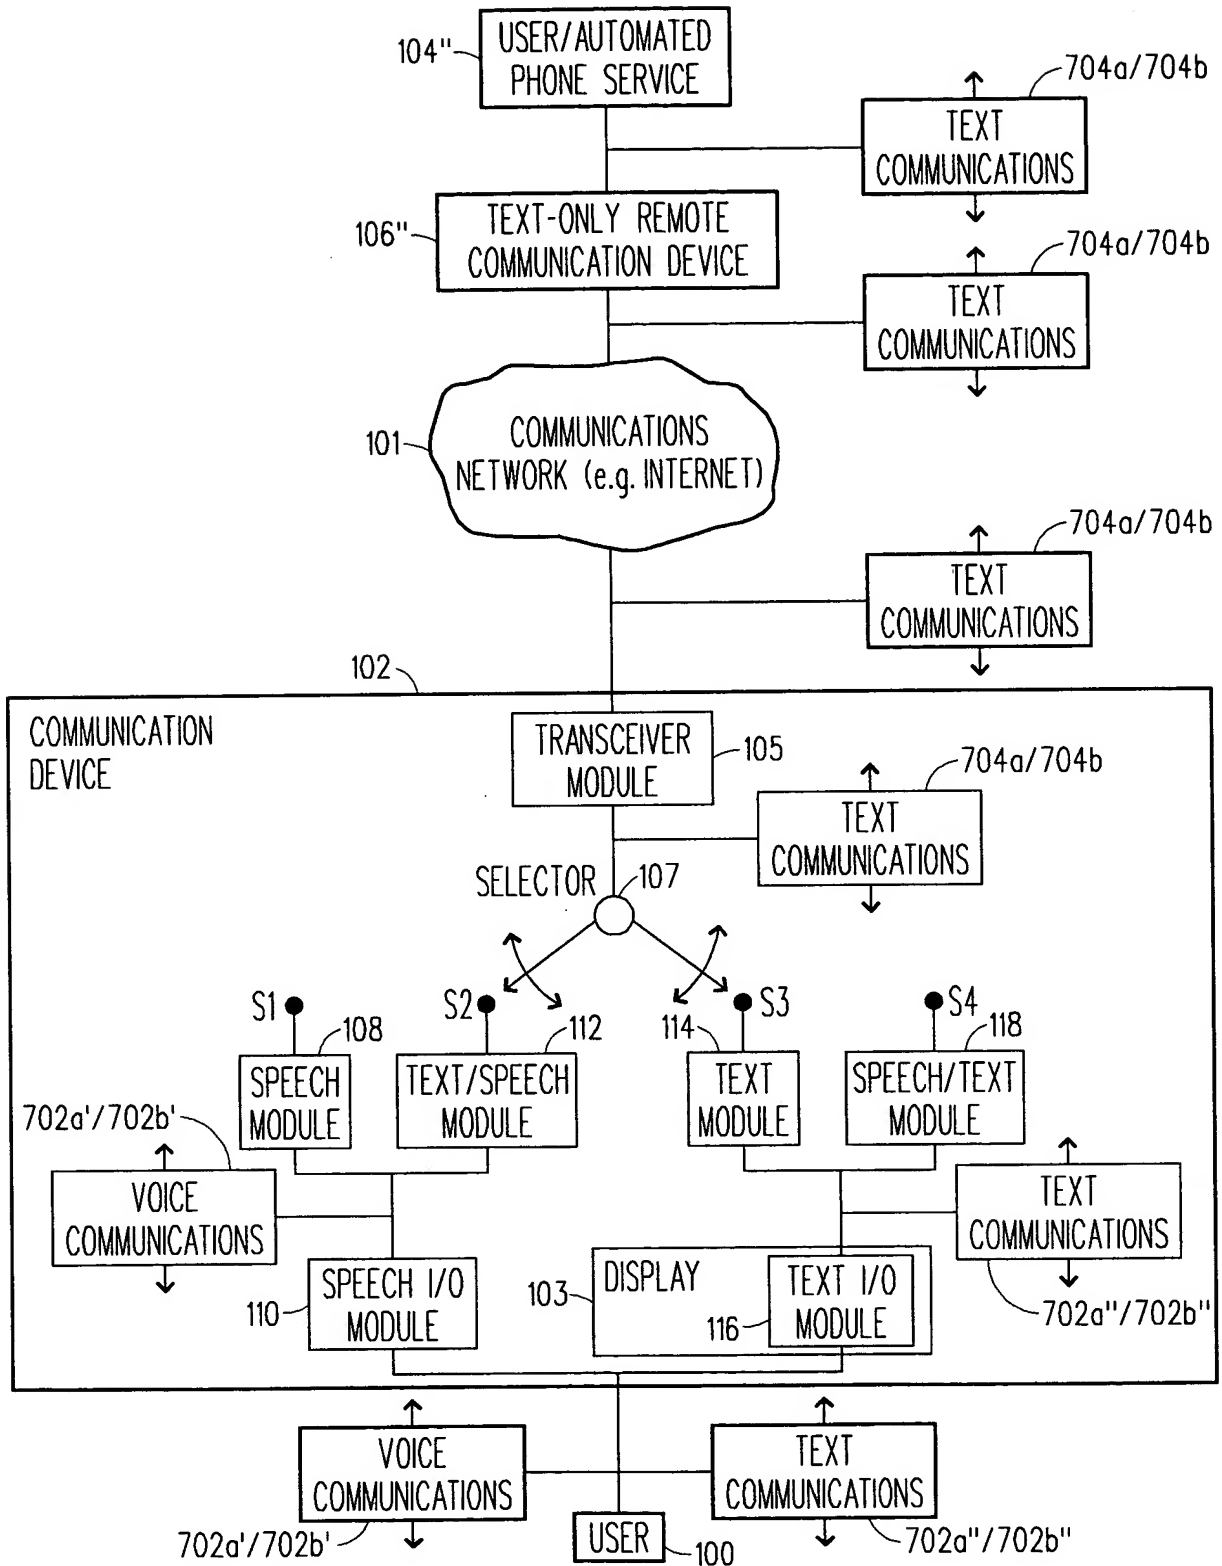 104"
USER/AUTOMATED
PHONE SERVICE
704a/704b
TEXT
COMMUNICATIONS
106"
TEXT-ONLY REMOTE
COMMUNICATION DEVICE
704a/704b
TEXT
COMMUNICATIONS
101
COMMUNICATIONS
NETWORK (e.g. INTERNET)
704a/704b
TEXT
COMMUNICATIONS
102
COMMUNICATION
DEVICE
TRANSCEIVER
MODULE
105
704a/704b
TEXT
COMMUNICATIONS
SELECTOR
107
S1
S2
S3
S4
108
112
114
118
SPEECH
MODULE
TEXT/SPEECH
MODULE
TEXT
MODULE
SPEECH/TEXT
MODULE
702a'/702b'
VOICE
COMMUNICATIONS
TEXT
COMMUNICATIONS
702a"/702b"
110
SPEECH I/O
MODULE
103
DISPLAY
116
TEXT I/O
MODULE
VOICE
COMMUNICATIONS
702a'/702b'
TEXT
COMMUNICATIONS
702a"/702b"
USER
100